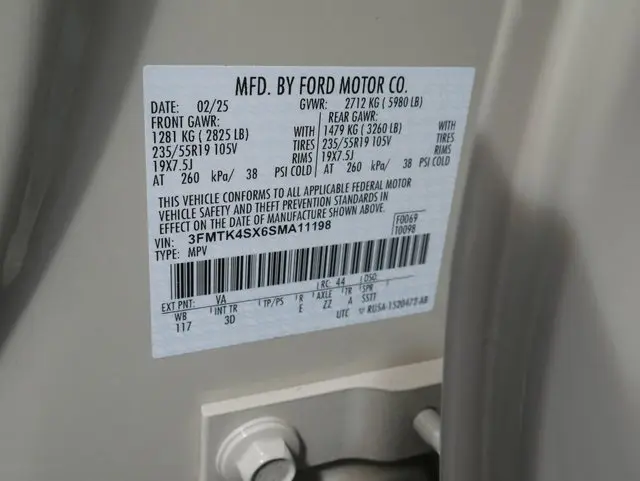 MFD. BY FORD MOTOR CO.
DATE: 02/25 GVWR: 2712 KG ( 5980 LB)
FRONT GAWR: REAR GAWR:
1281 KG ( 2825 LB) WITH 1479 KG ( 3260 LB) WITH
235/55R19 105V TIRES 235/55R19 105V TIRES
19X7.5J RIMS 19X7.5J RIMS
AT 260 kPa/ 38 PSI COLD AT 260 kPa/ 38 PSI COLD
THIS VEHICLE CONFORMS TO ALL APPLICABLE FEDERAL MOTOR
VEHICLE SAFETY AND THEFT PREVENTION STANDARDS IN
EFFECT ON THE DATE OF MANUFACTURE SHOWN ABOVE.
VIN: 3FMTK4SX6SMA11198 F0069
TYPE: MPV 10098
EXT PNT: VA RC: 44 DSO:
WB INT TR TP/PS R AXLE TR SPR
117 3D E ZZ A SSTT
UTC